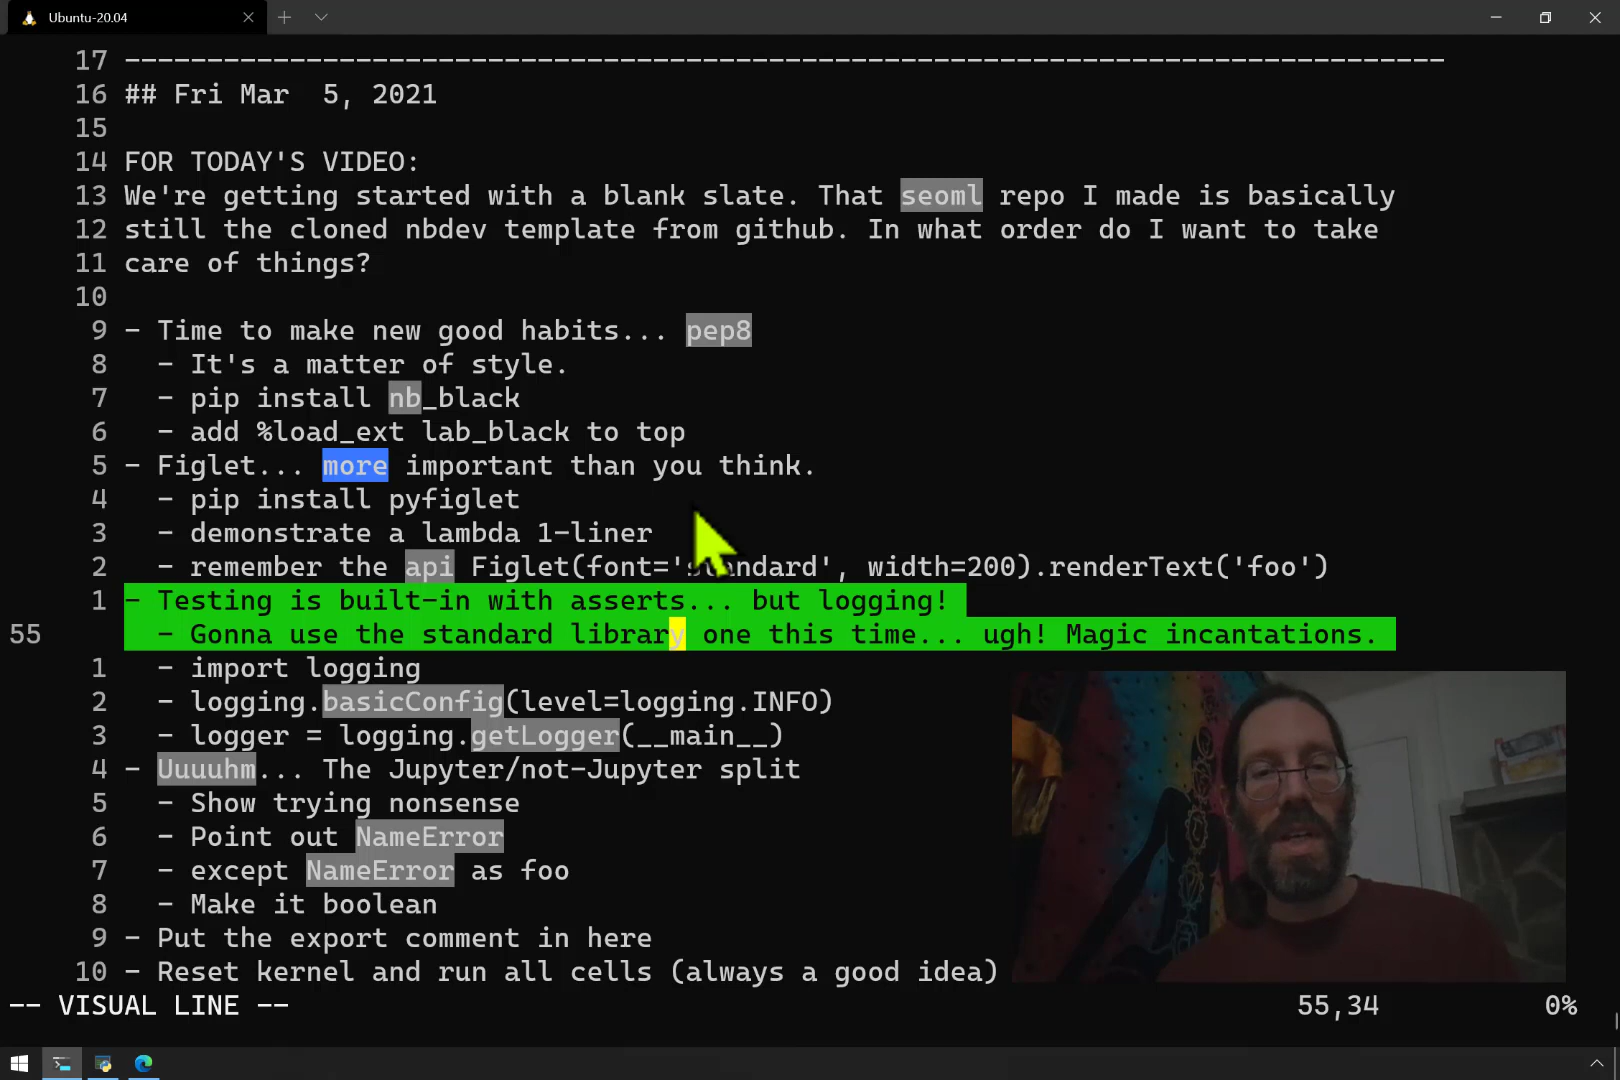 Ubuntu-20.04
17 --------------------------------------------------------------------------------
16 ## Fri Mar  5, 2021
15
14 FOR TODAY'S VIDEO:
13 We're getting started with a blank slate. That seoml repo I made is basically
12 still the cloned nbdev template from github. In what order do I want to take
11 care of things?
10
9 - Time to make new good habits... pep8
8   - It's a matter of style.
7   - pip install nb_black
6   - add %load_ext lab_black to top
5 - Figlet... more important than you think.
4   - pip install pyfiglet
3   - demonstrate a lambda 1-liner
2   - remember the api Figlet(font='standard', width=200).renderText('foo')
1 - Testing is built-in with asserts... but logging!
55   - Gonna use the standard library one this time... ugh! Magic incantations.
1   - import logging
2   - logging.basicConfig(level=logging.INFO)
3   - logger = logging.getLogger(__main__)
4 - Uuuuhm... The Jupyter/not-Jupyter split
5   - Show trying nonsense
6   - Point out NameError
7   - except NameError as foo
8   - Make it boolean
9 - Put the export comment in here
10 - Reset kernel and run all cells (always a good idea)
-- VISUAL LINE -- 55,34 0%